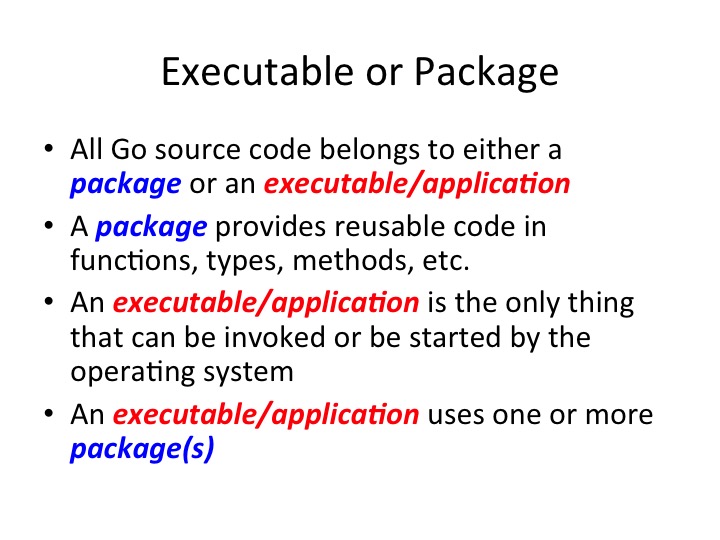 Executable or Package
• All Go source code belongs to either a
package or an executable/application
• A package provides reusable code in
functions, types, methods, etc.
• An executable/application is the only thing
that can be invoked or be started by the
operating system
• An executable/application uses one or more
package(s)